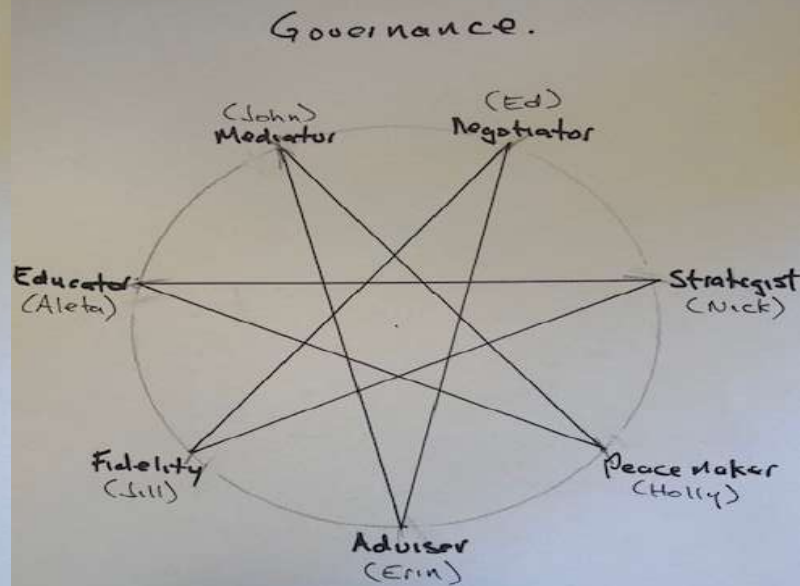 Governance.
(John)
Mediator
(Ed)
Negotiator
Educator
(Aleta)
Strategist
(Nick)
Fidelity
(Jill)
Peace Maker
(Holly)
Adviser
(Erin)